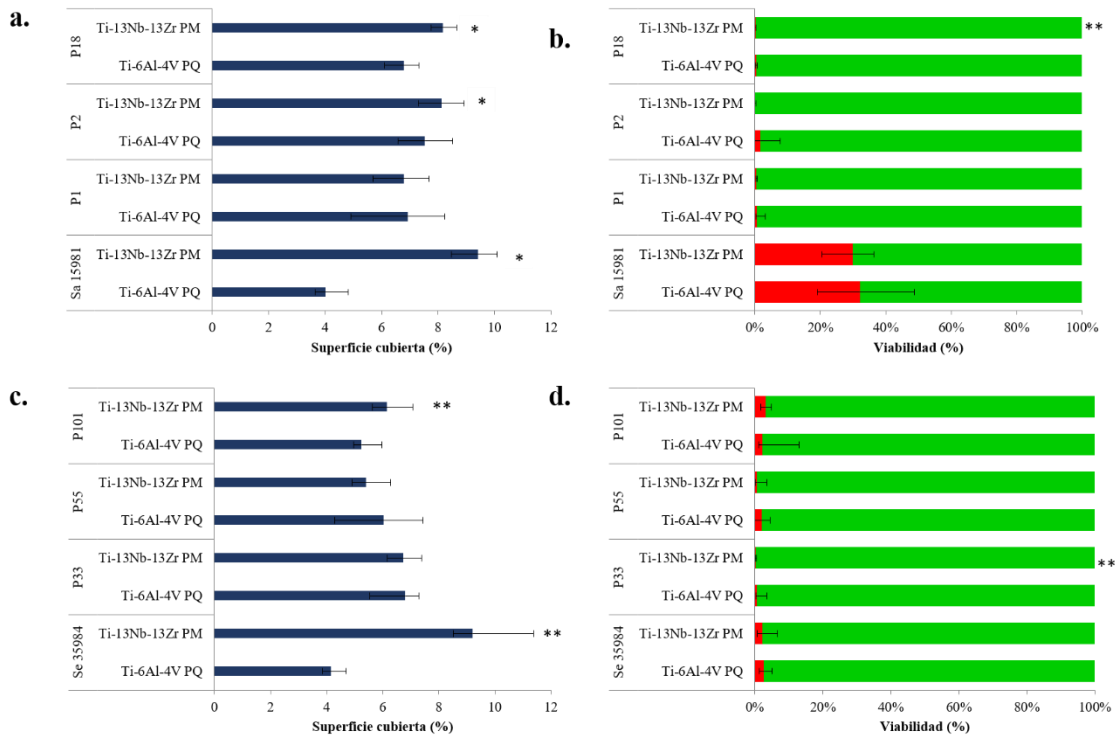 a.
P18
Ti-13Nb-13Zr PM
*
Ti-6Al-4V PQ
P2
Ti-13Nb-13Zr PM
*
Ti-6Al-4V PQ
P1
Ti-13Nb-13Zr PM
Ti-6Al-4V PQ
Sa 15981
Ti-13Nb-13Zr PM
*
Ti-6Al-4V PQ
0 2 4 6 8 10 12
Superficie cubierta (%)
b.
P18
Ti-13Nb-13Zr PM
**
Ti-6Al-4V PQ
P2
Ti-13Nb-13Zr PM
Ti-6Al-4V PQ
P1
Ti-13Nb-13Zr PM
Ti-6Al-4V PQ
Sa 15981
Ti-13Nb-13Zr PM
Ti-6Al-4V PQ
0% 20% 40% 60% 80% 100%
Viabilidad (%)
c.
P101
Ti-13Nb-13Zr PM
**
Ti-6Al-4V PQ
P55
Ti-13Nb-13Zr PM
Ti-6Al-4V PQ
P33
Ti-13Nb-13Zr PM
Ti-6Al-4V PQ
Se 35984
Ti-13Nb-13Zr PM
**
Ti-6Al-4V PQ
0 2 4 6 8 10 12
Superficie cubierta (%)
d.
P101
Ti-13Nb-13Zr PM
Ti-6Al-4V PQ
P55
Ti-13Nb-13Zr PM
Ti-6Al-4V PQ
P33
Ti-13Nb-13Zr PM
**
Ti-6Al-4V PQ
Se 35984
Ti-13Nb-13Zr PM
Ti-6Al-4V PQ
0% 20% 40% 60% 80% 100%
Viabilidad (%)